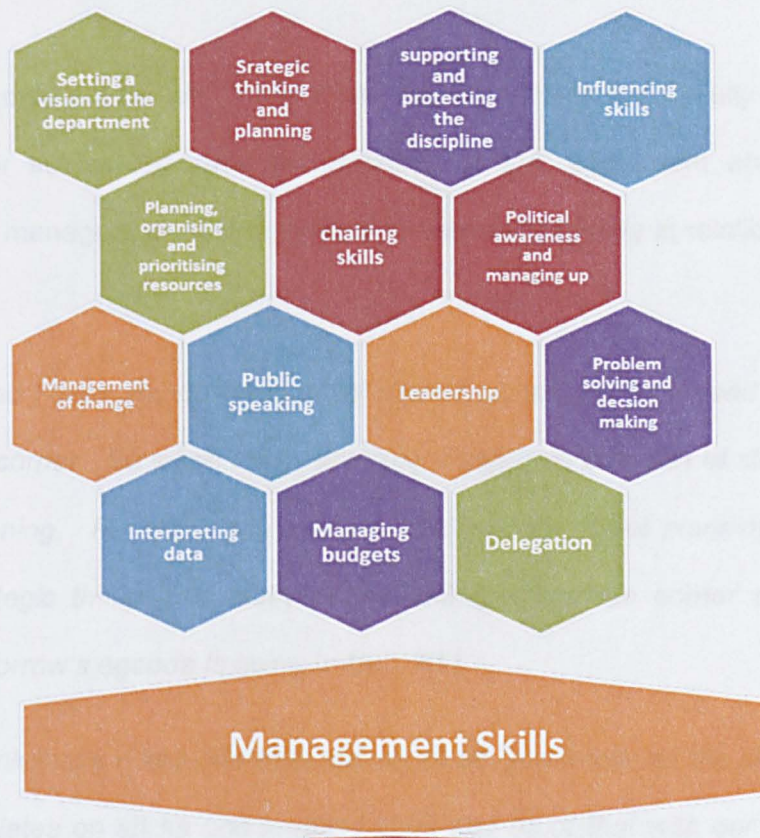 Setting a
vision for the
department
Srategic
thinking
and
planning
supporting
and
protecting
the
discipline
Influencing
skills
Planning,
organising
and
prioritising
resources
chairing
skills
Political
awareness
and
managing up
Management
of change
Public
speaking
Leadership
Problem
solving and
decsion
making
Interpreting
data
Managing
budgets
Delegation
Management Skills